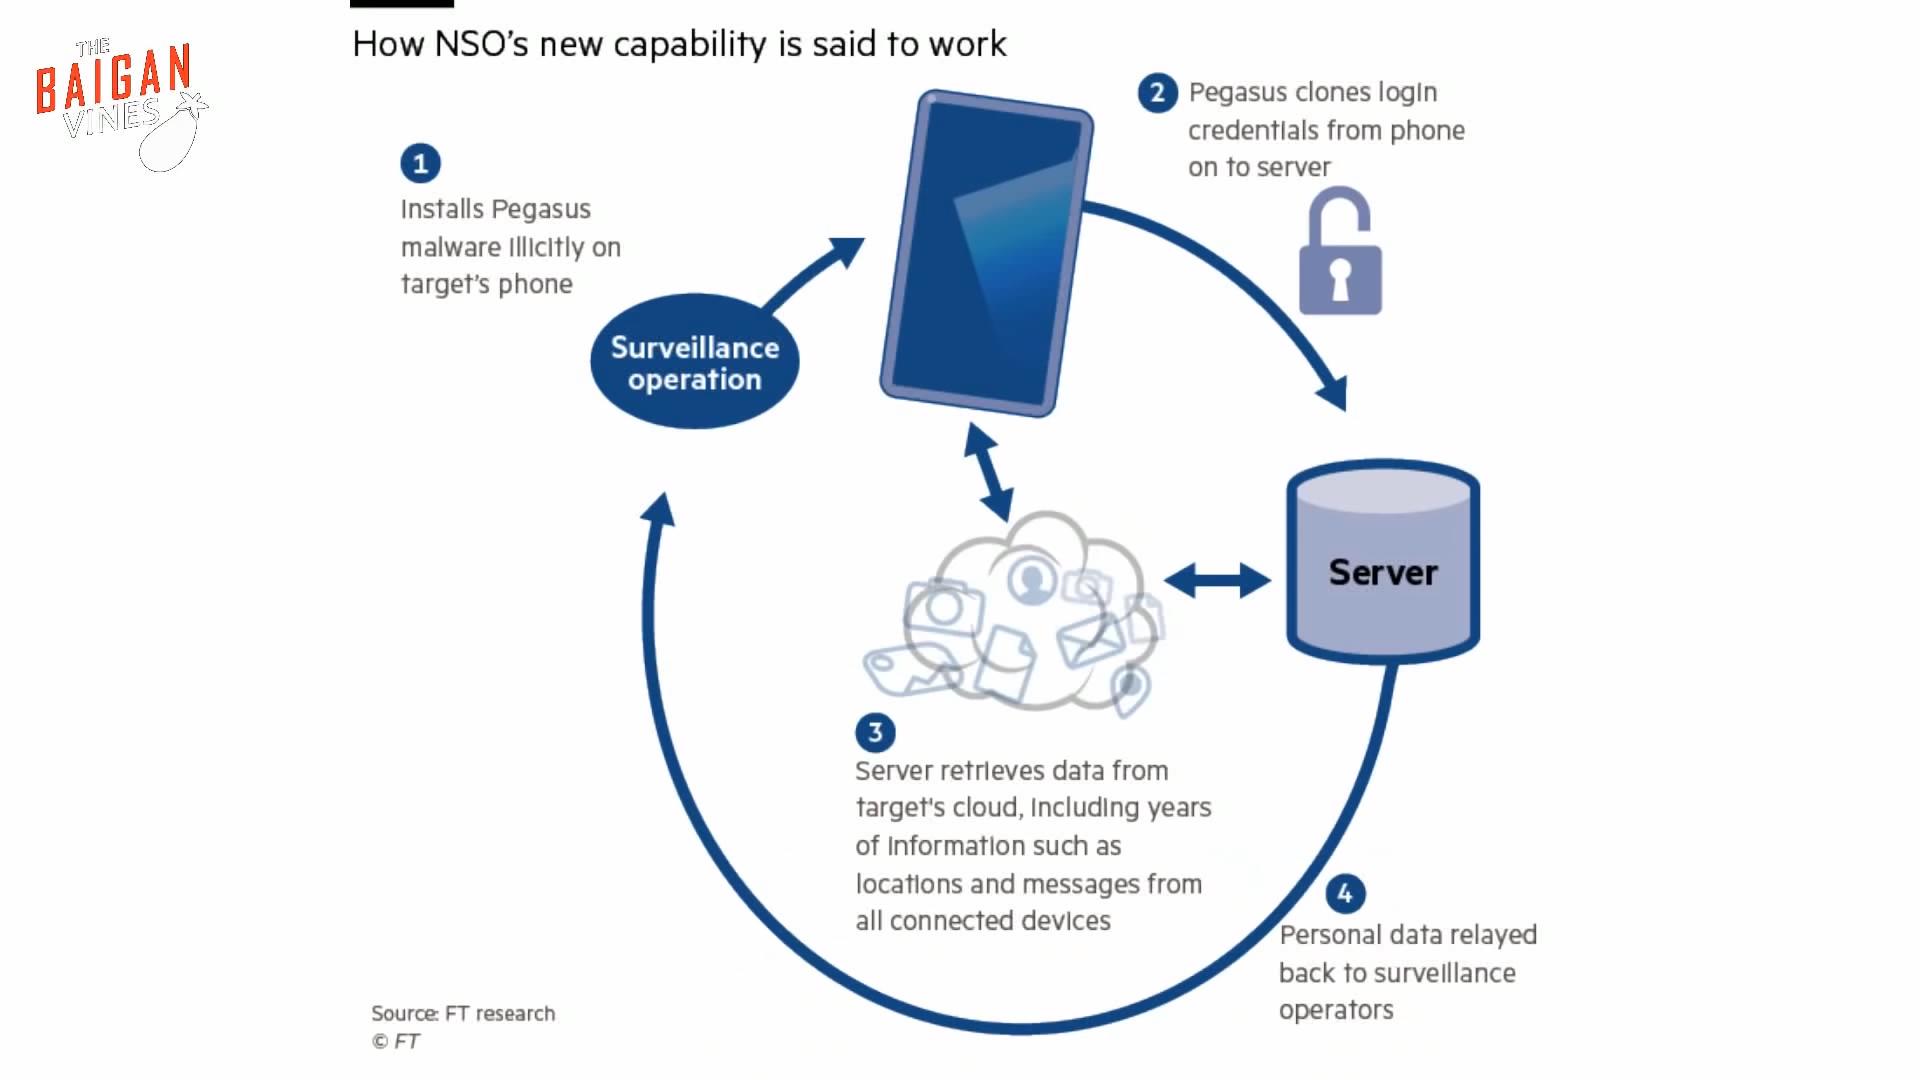 THE
BAIGAN
VINES
How NSO's new capability is said to work
1
Installs Pegasus
malware illicitly on
target's phone
Surveillance
operation
2
Pegasus clones login
credentials from phone
on to server
Server
3
Server retrieves data from
target's cloud, including years
of information such as
locations and messages from
all connected devices
4
Personal data relayed
back to surveillance
operators
Source: FT research
© FT